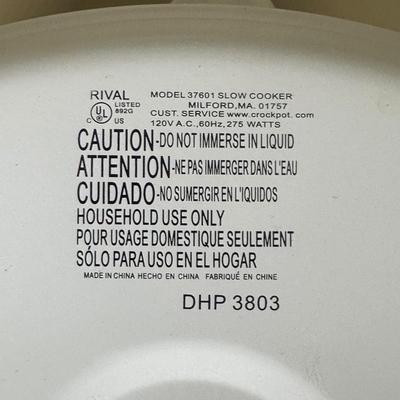 RIVAL MODEL 37601 SLOW COOKER
LISTED MILFORD,MA. 01757
UL 892G CUST. SERVICE www.crockpot.com
C US 120V A.C.,60Hz, 275 WATTS
CAUTION-DO NOT IMMERSE IN LIQUID
ATTENTION-NE PAS IMMERGER DANS L'EAU
CUIDADO-NO SUMERGIR EN L'IQUIDOS
HOUSEHOLD USE ONLY
POUR USAGE DOMESTIQUE SEULEMENT
SÓLO PARA USO EN EL HOGAR
MADE IN CHINA HECHO EN CHINA FABRIQUÉ EN CHINE
DHP 3803